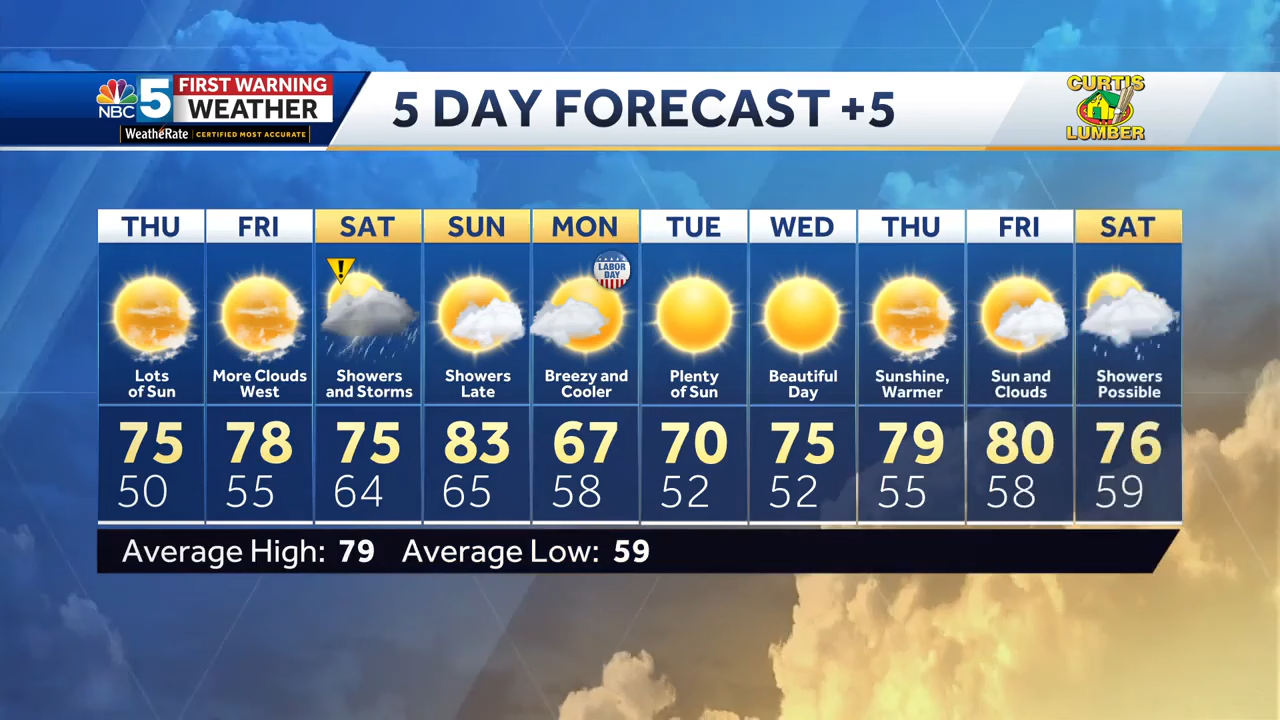 NBC 5 FIRST WARNING
WEATHER
WeatheRate CERTIFIED MOST ACCURATE
5 DAY FORECAST +5
CURTIS
LUMBER
THU FRI SAT SUN MON TUE WED THU FRI SAT
!
LABOR
DAY
Lots
of Sun
More Clouds
West
Showers
and Storms
Showers
Late
Breezy and
Cooler
Plenty
of Sun
Beautiful
Day
Sunshine,
Warmer
Sun and
Clouds
Showers
Possible
75 78 75 83 67 70 75 79 80 76
50 55 64 65 58 52 52 55 58 59
Average High: 79 Average Low: 59